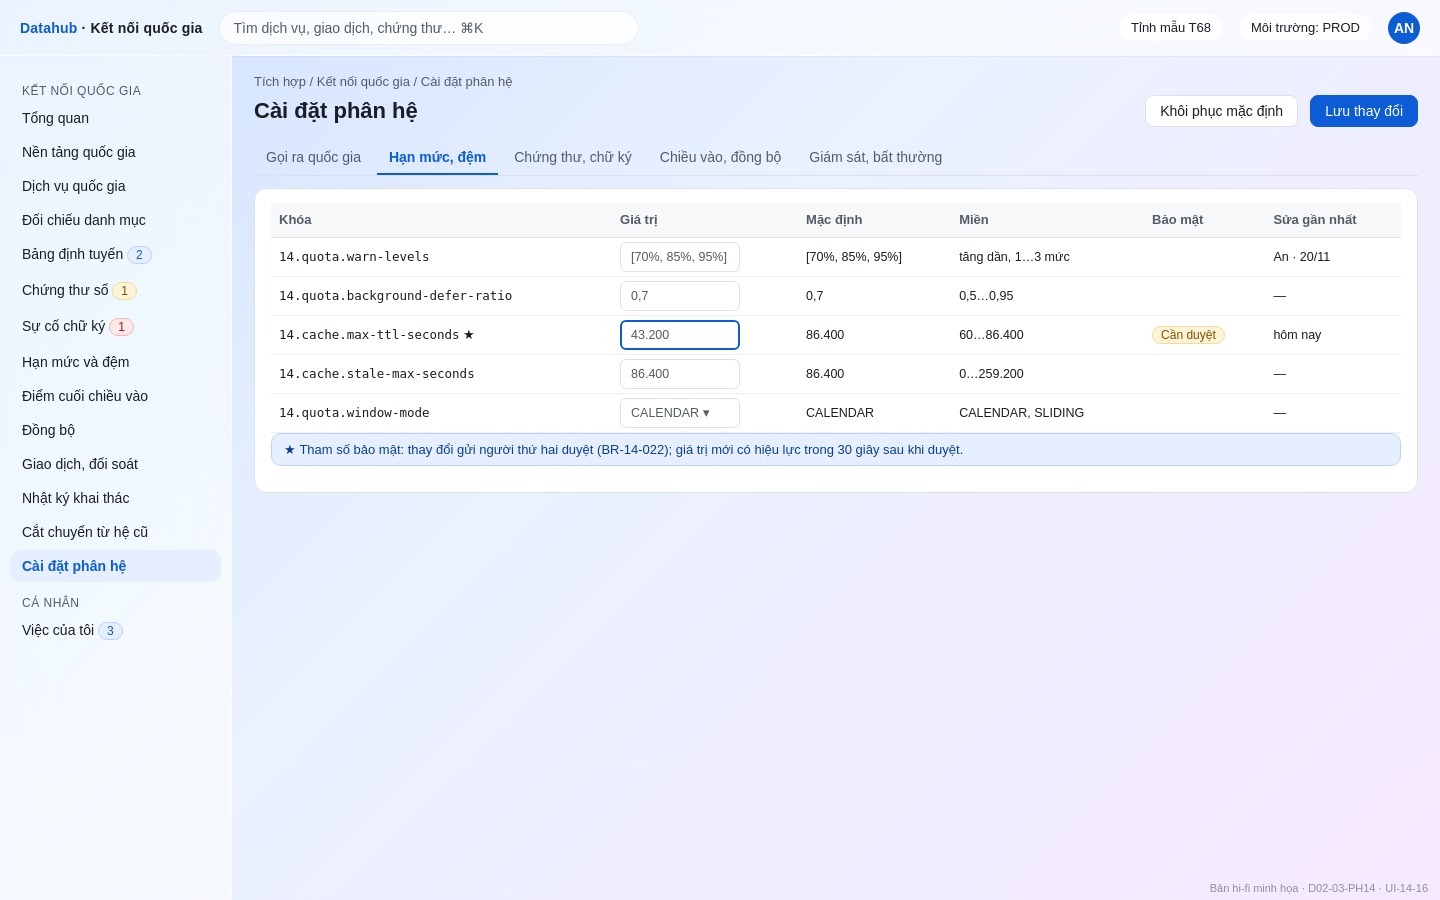 Datahub · Kết nối quốc gia
Tìm dịch vụ, giao dịch, chứng thư… ⌘K
Tỉnh mẫu T68
Môi trường: PROD
AN
KẾT NỐI QUỐC GIA
Tổng quan
Nền tảng quốc gia
Dịch vụ quốc gia
Đối chiếu danh mục
Bảng định tuyến 2
Chứng thư số 1
Sự cố chữ ký 1
Hạn mức và đệm
Điểm cuối chiều vào
Đồng bộ
Giao dịch, đối soát
Nhật ký khai thác
Cắt chuyển từ hệ cũ
Cài đặt phân hệ
CÁ NHÂN
Việc của tôi 3
Tích hợp / Kết nối quốc gia / Cài đặt phân hệ
Cài đặt phân hệ
Khôi phục mặc định
Lưu thay đổi
Gọi ra quốc gia
Hạn mức, đệm
Chứng thư, chữ ký
Chiều vào, đồng bộ
Giám sát, bất thường
Khóa Giá trị Mặc định Miền Bảo mật Sửa gần nhất
14.quota.warn-levels [70%, 85%, 95%] [70%, 85%, 95%] tăng dần, 1…3 mức An · 20/11
14.quota.background-defer-ratio 0,7 0,7 0,5…0,95 —
14.cache.max-ttl-seconds ★ 43.200 86.400 60…86.400 Cần duyệt hôm nay
14.cache.stale-max-seconds 86.400 86.400 0…259.200 —
14.quota.window-mode CALENDAR ▾ CALENDAR CALENDAR, SLIDING —
★ Tham số bảo mật: thay đổi gửi người thứ hai duyệt (BR-14-022); giá trị mới có hiệu lực trong 30 giây sau khi duyệt.
Bản hi-fi minh họa · D02-03-PH14 · UI-14-16